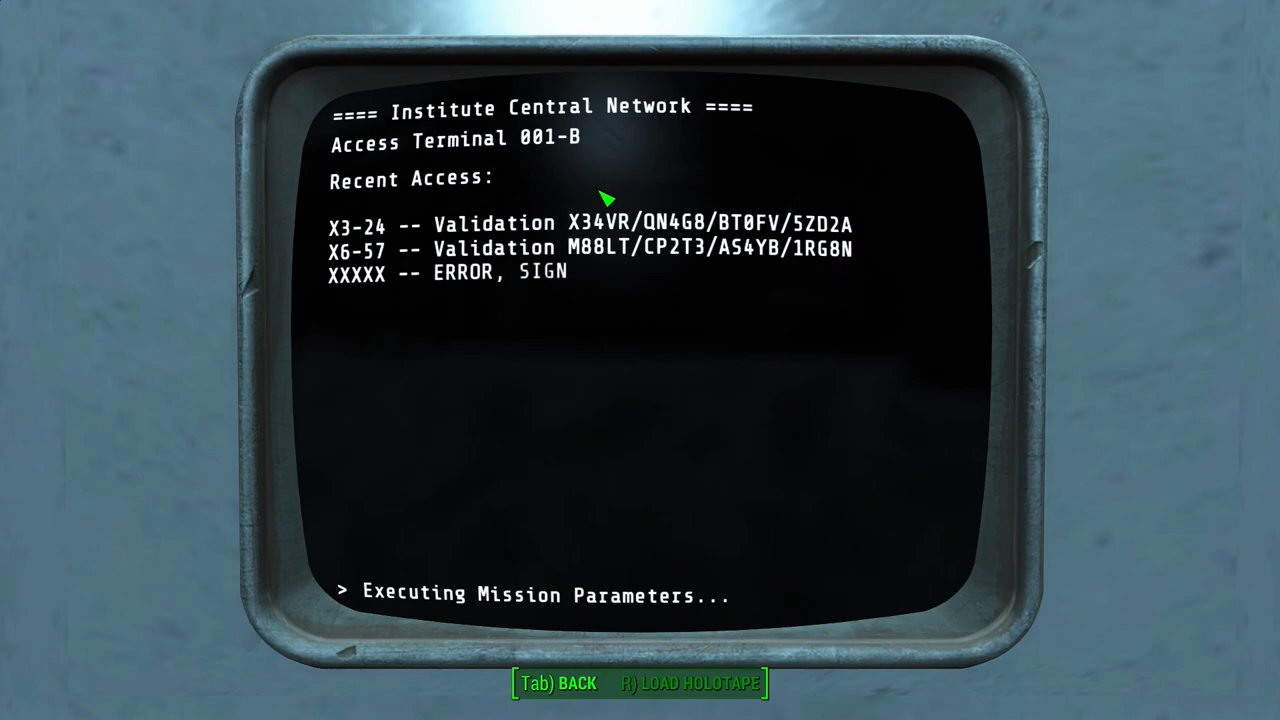 ==== Institute Central Network ====
Access Terminal 001-B
Recent Access:
X3-24 -- Validation X34VR/QN4G8/BT0FV/5ZD2A
X6-57 -- Validation M88LT/CP2T3/AS4YB/1RG8N
XXXXX -- ERROR, SIGN
> Executing Mission Parameters...
Tab) BACK R) LOAD HOLOTAPE